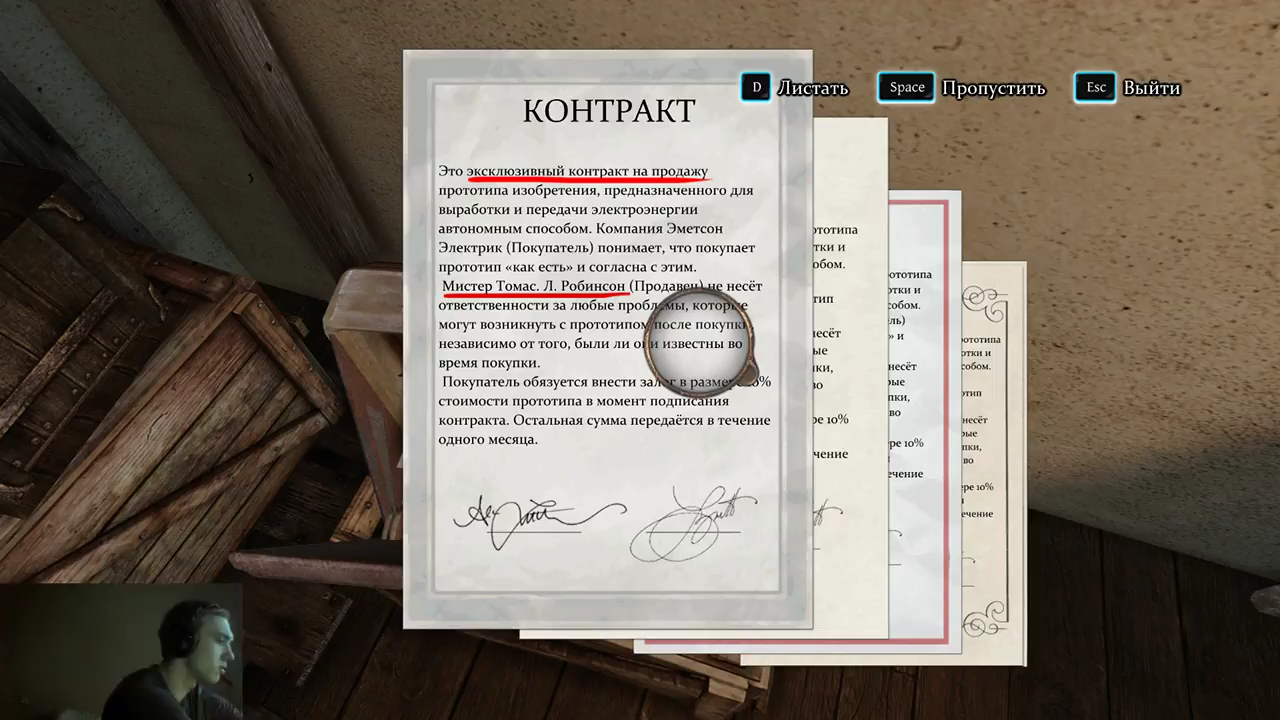 D Листать Space Пропустить Esc Выйти
КОНТРАКТ
Это эксклюзивный контракт на продажу
прототипа изобретения, предназначенного для
выработки и передачи электроэнергии
автономным способом. Компания Эметсон
Электрик (Покупатель) понимает, что покупает
прототип «как есть» и согласна с этим.
Мистер Томас. Л. Робинсон (Продавец) не несёт
ответственности за любые проблемы, которые
могут возникнуть с прототипом после покупки,
независимо от того, были ли они известны во
время покупки.
Покупатель обязуется внести залог в размере 10%
стоимости прототипа в момент подписания
контракта. Остальная сумма передаётся в течение
одного месяца.